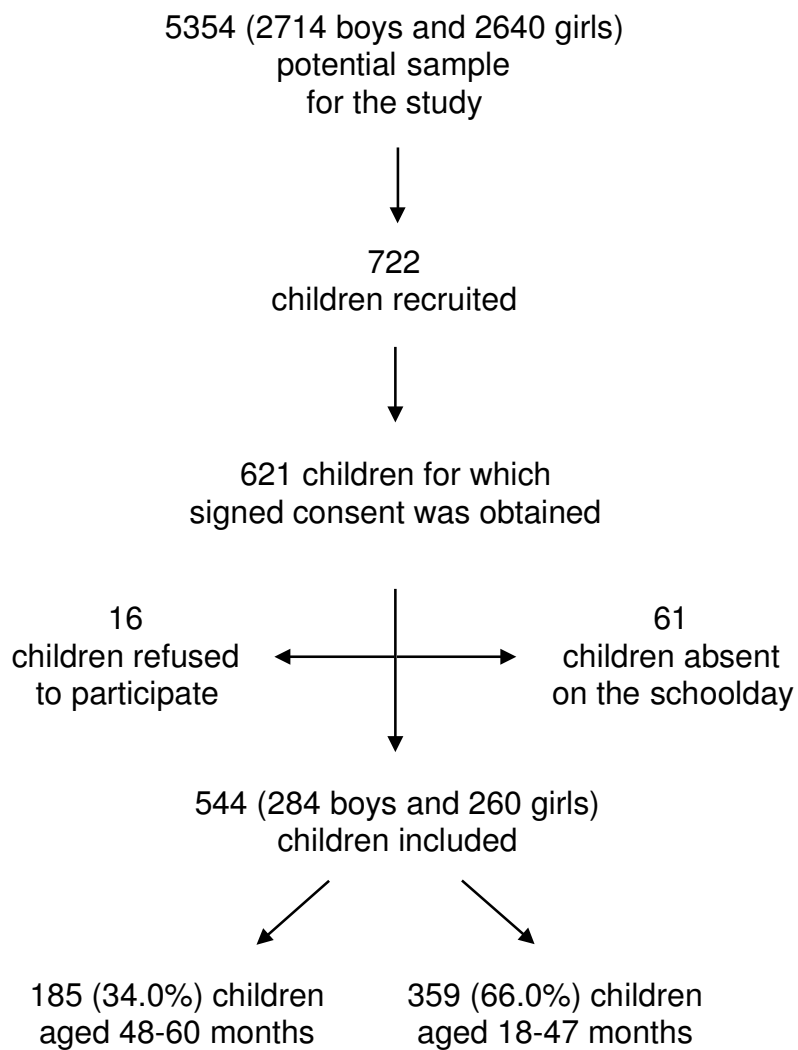 5354 (2714 boys and 2640 girls)
potential sample
for the study
722
children recruited
621 children for which
signed consent was obtained
16
children refused
to participate
61
children absent
on the schoolday
544 (284 boys and 260 girls)
children included
185 (34.0%) children
aged 48-60 months
359 (66.0%) children
aged 18-47 months